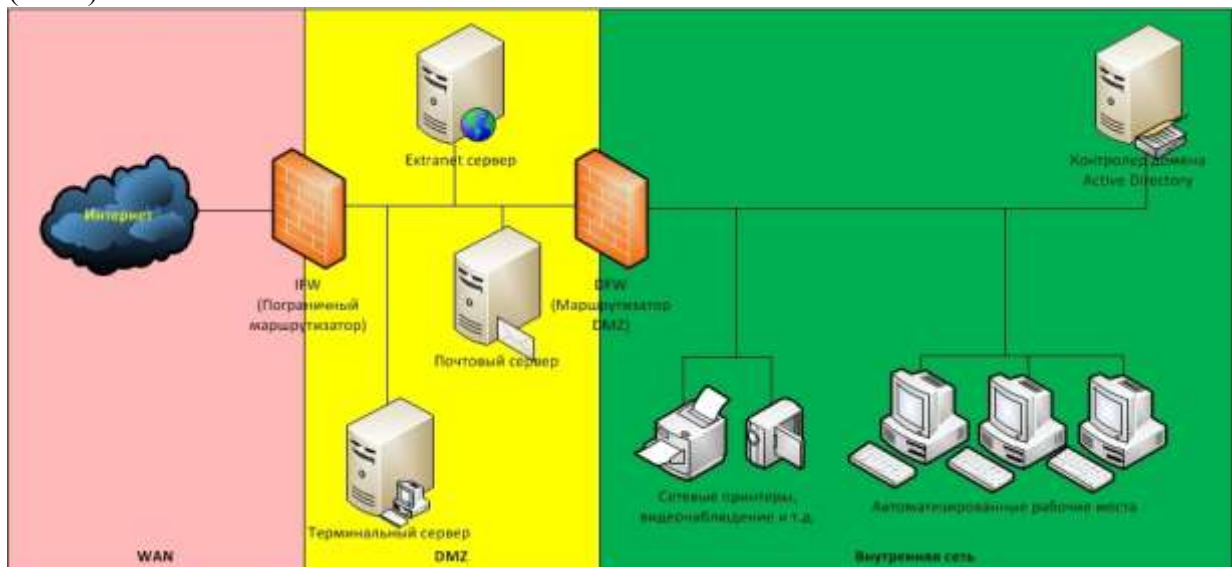 Extranet сервер
Контролер домена
Active Directory
Интернет
IFW
(Пограничный
маршрутизатор)
DFW
(Маршрутизатор
DMZ)
Почтовый сервер
Терминальный сервер
Сетевые принтеры,
видеонаблюдение и т.д.
Автоматизированные рабочие места
WAN
DMZ
Внутренняя сеть